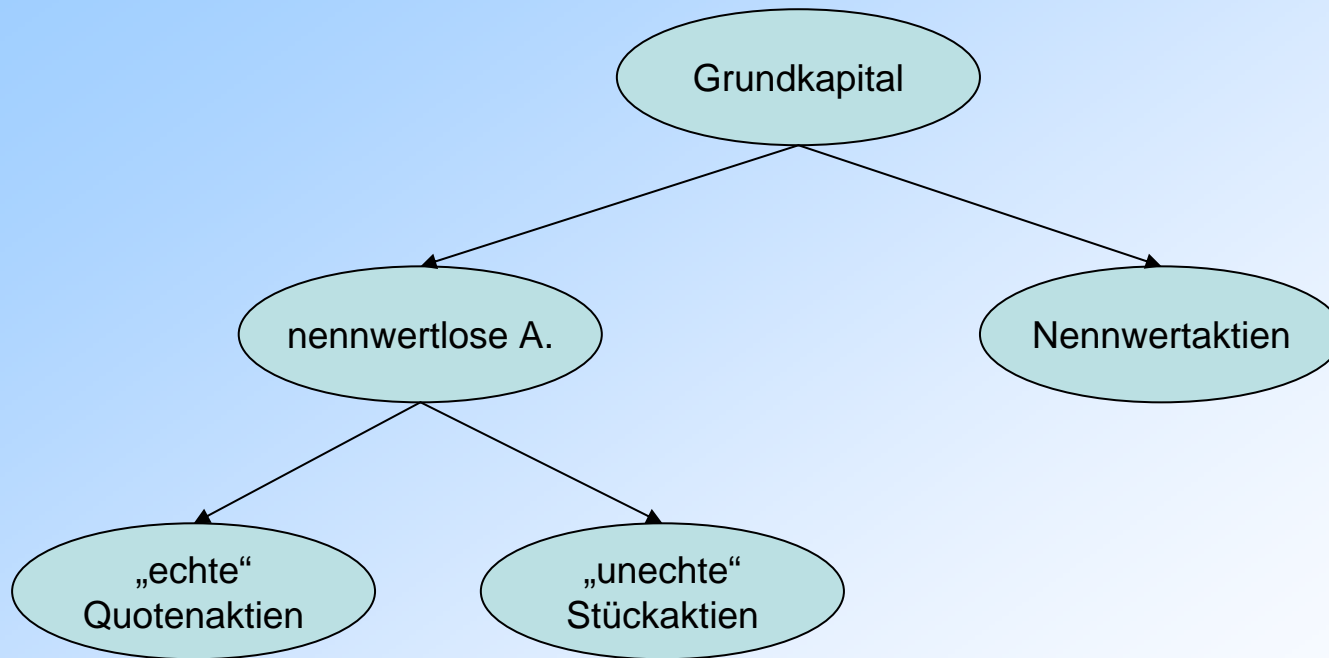 Grundkapital
nennwertlose A.
Nennwertaktien
„echte“
Quotenaktien
„unechte“
Stückaktien